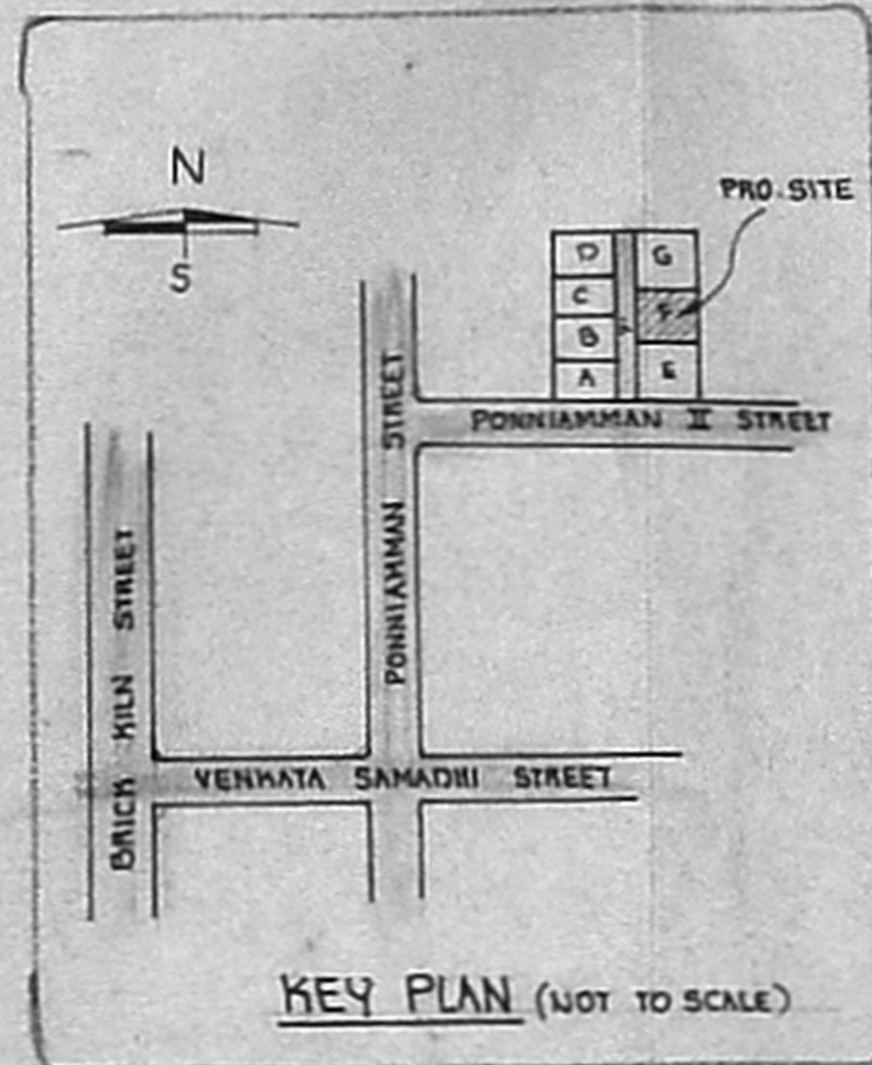 N
S
PRO. SITE
D
G
C
F
B
A
E
PONNIAMMAN II STREET
PONNIAMMAN STREET
BRICK KILN STREET
VENKATA SAMADHI STREET
KEY PLAN (NOT TO SCALE)